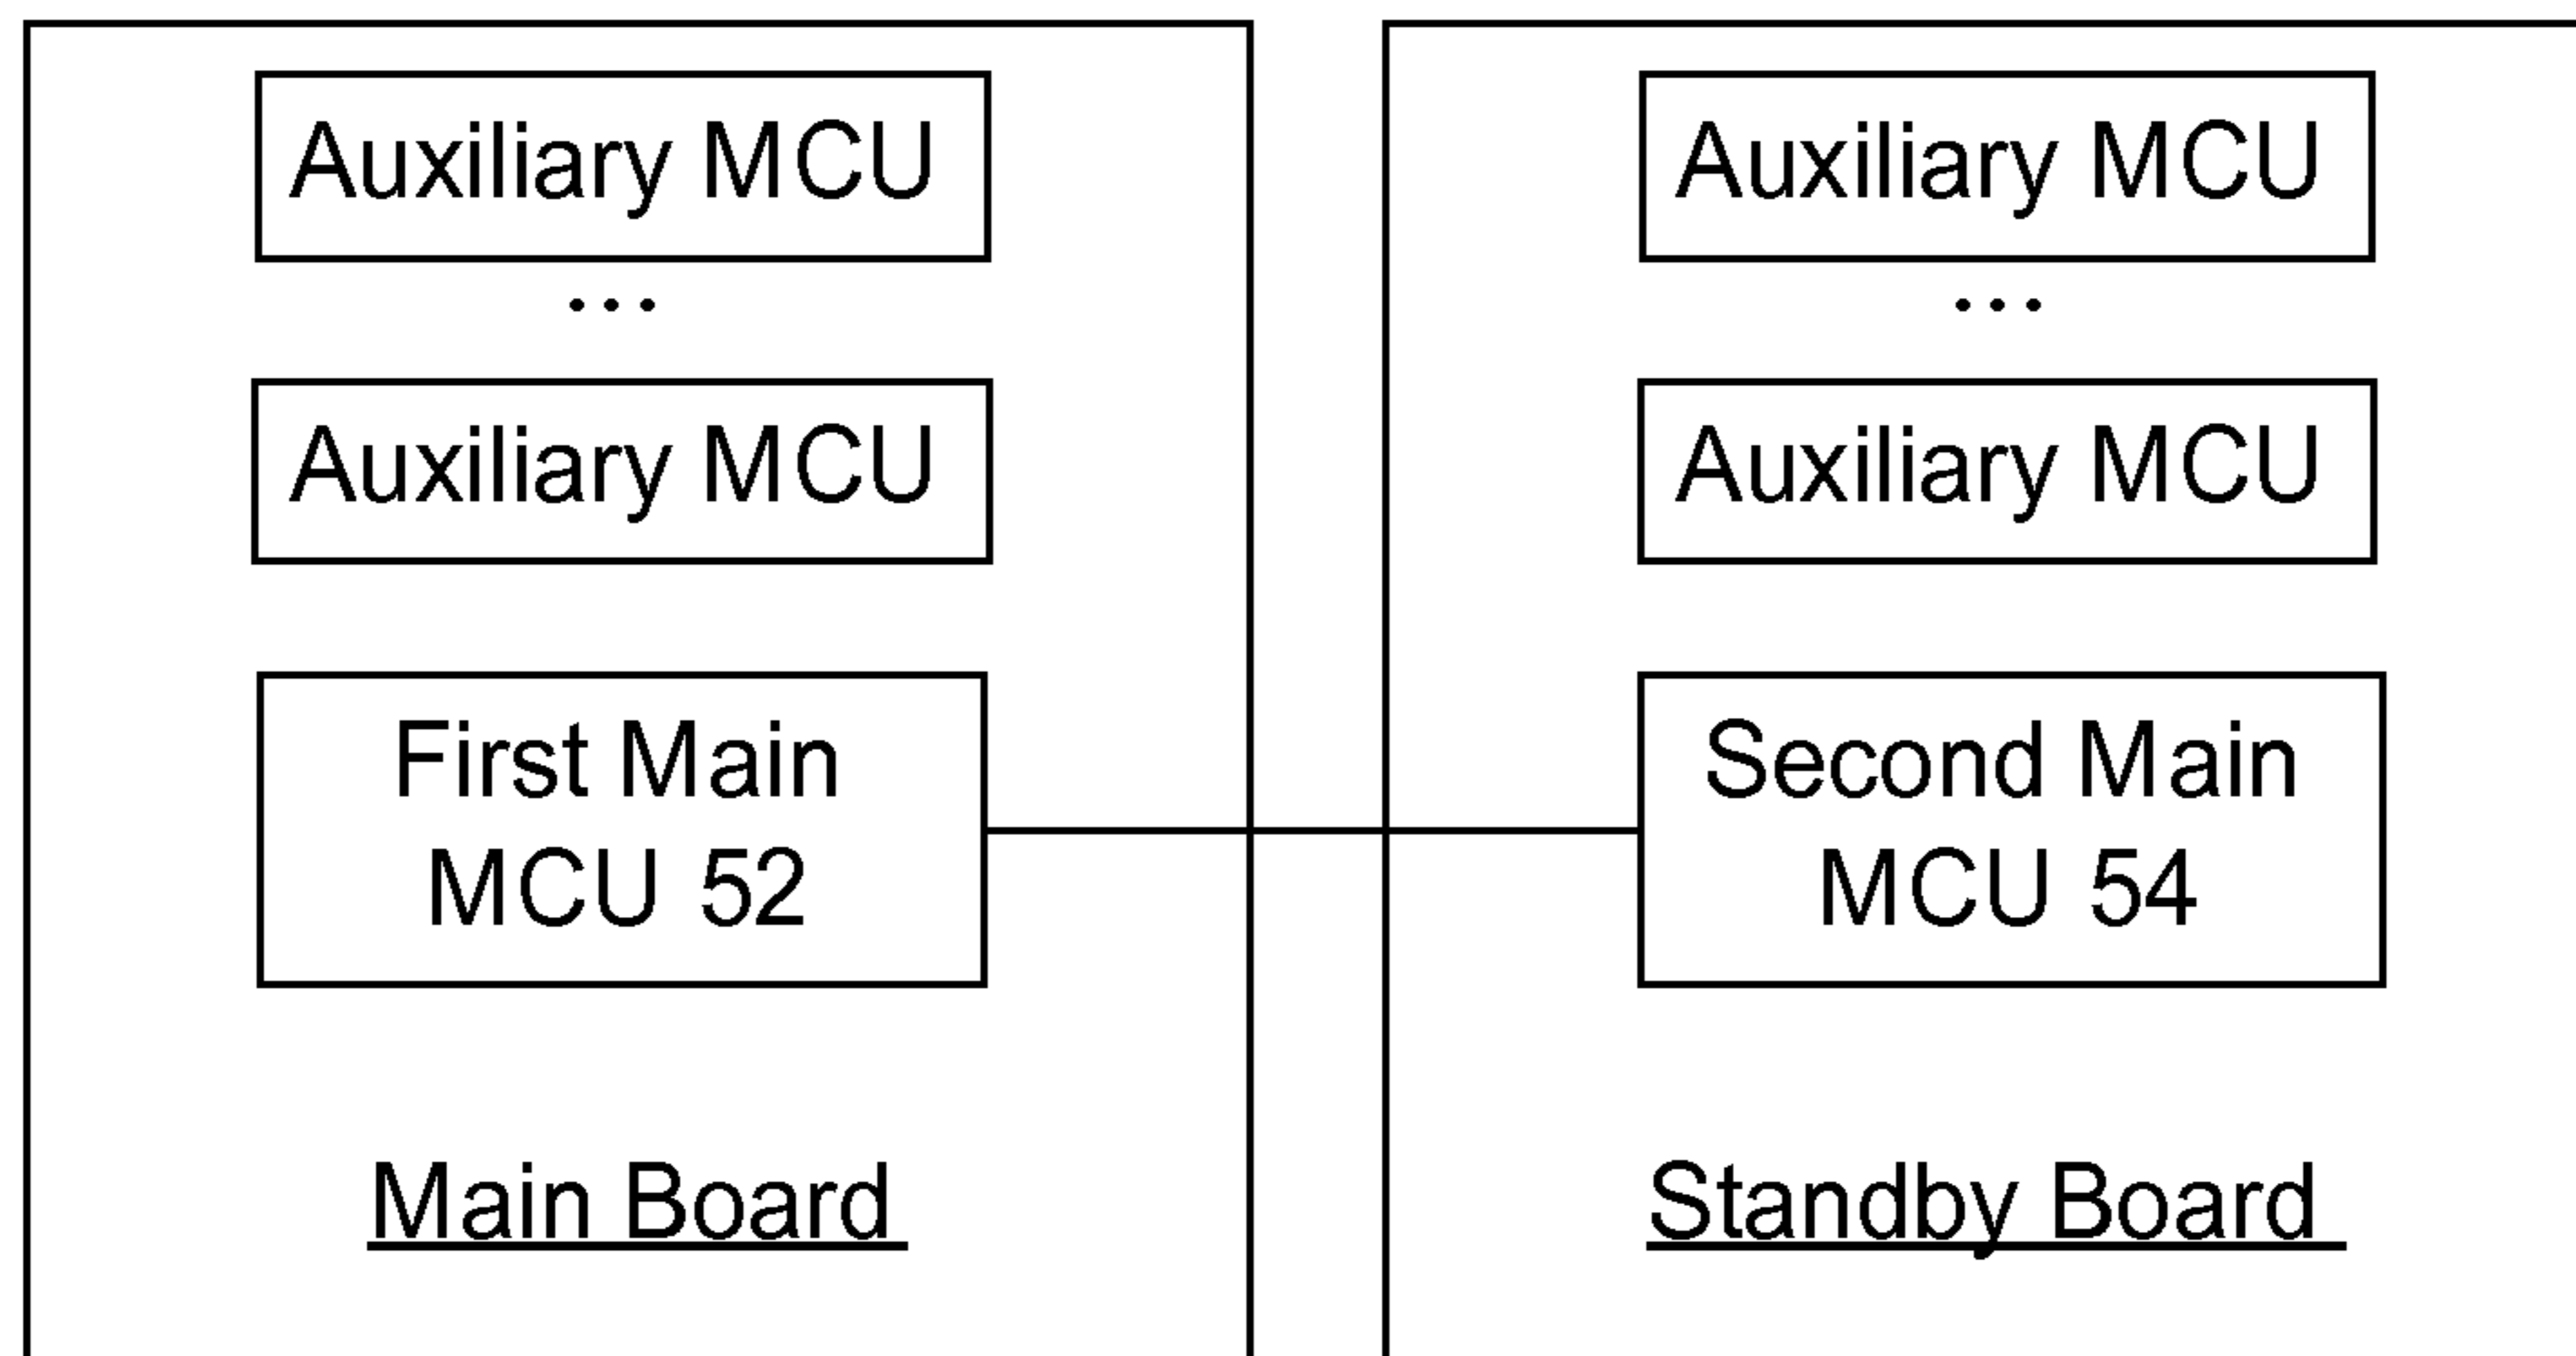 Auxiliary MCU
...
Auxiliary MCU
First Main
MCU 52
Main Board
Auxiliary MCU
...
Auxiliary MCU
Second Main
MCU 54
Standby Board